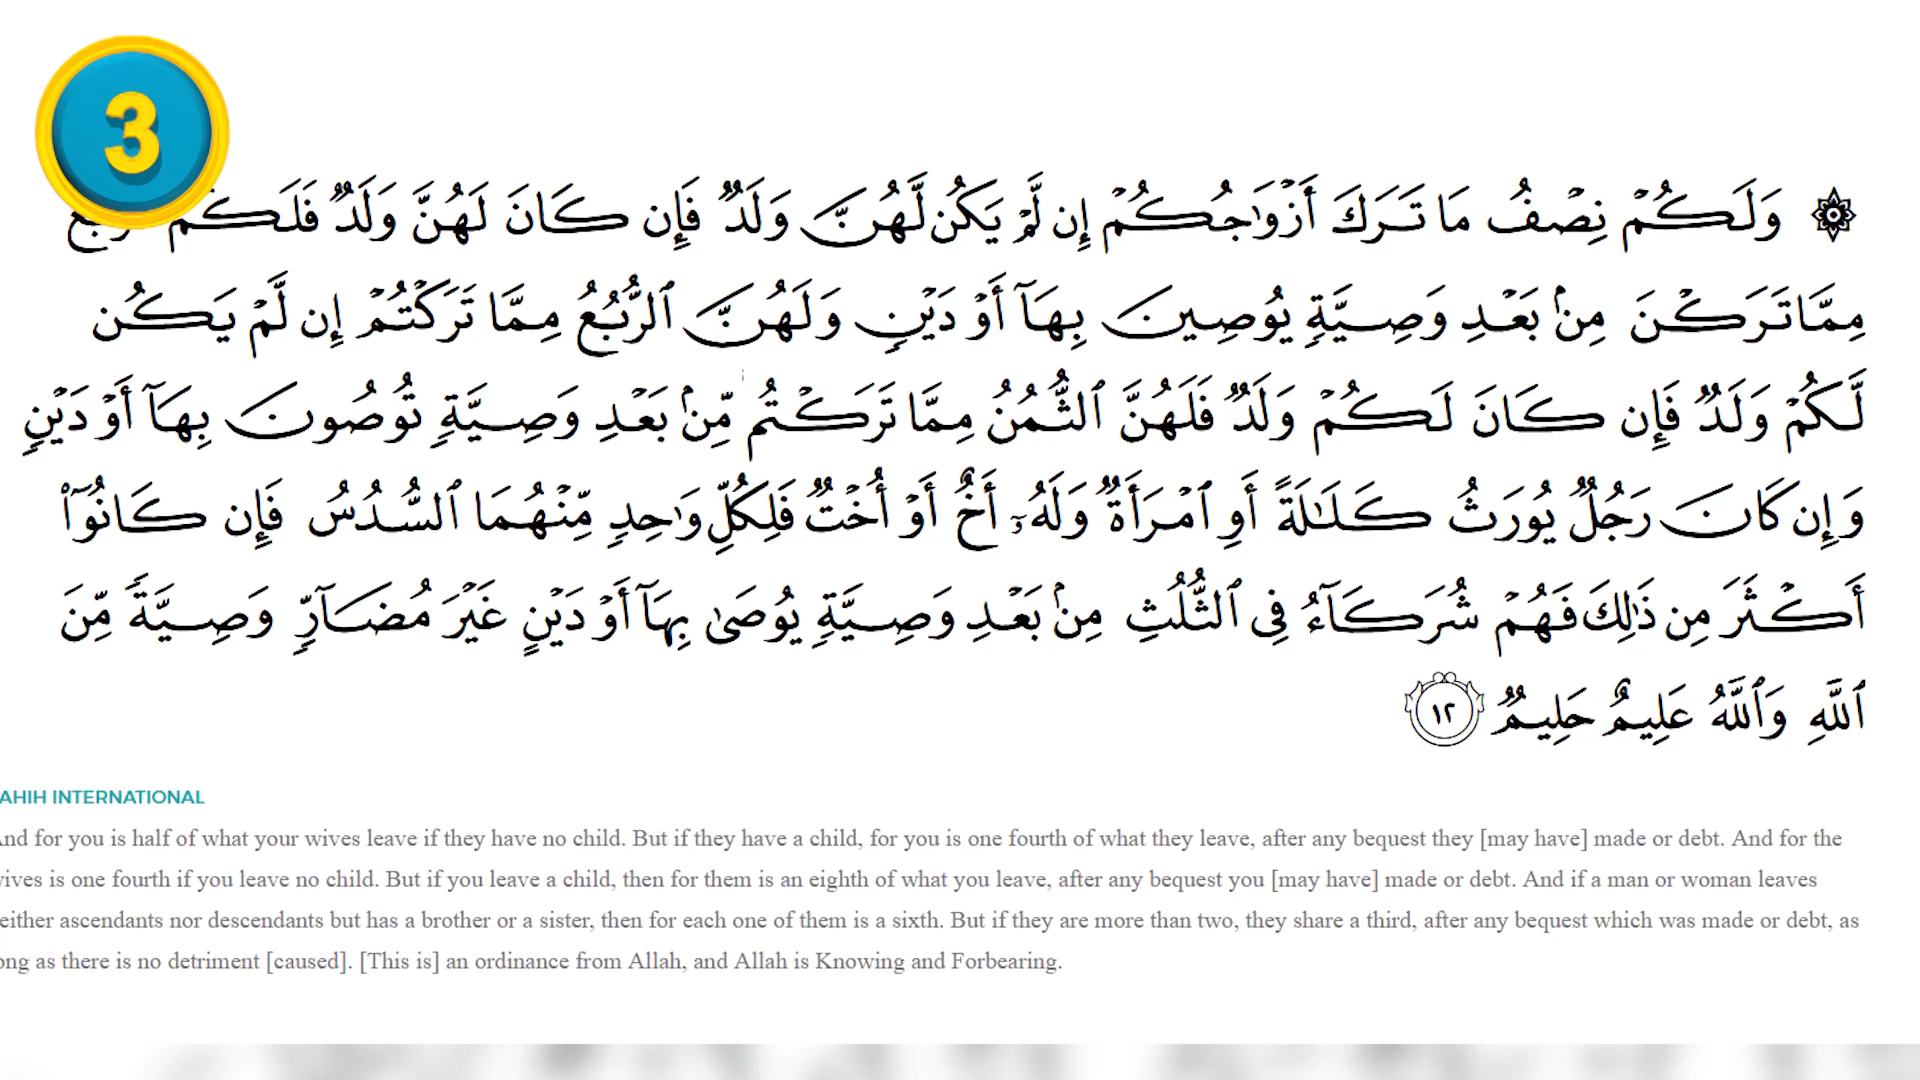 3
۞ وَلَكُمْ نِصْفُ مَا تَرَكَ أَزْوَٰجُكُمْ إِن لَّمْ يَكُن لَّهُنَّ وَلَدٌ فَإِن كَانَ لَهُنَّ وَلَدٌ فَلَكُمُ
مِمَّا تَرَكْنَ مِنۢ بَعْدِ وَصِيَّةٍ يُوصِينَ بِهَآ أَوْ دَيْنٍ وَلَهُنَّ ٱلرُّبُعُ مِمَّا تَرَكْتُمْ إِن لَّمْ يَكُن
لَّكُمْ وَلَدٌ فَإِن كَانَ لَكُمْ وَلَدٌ فَلَهُنَّ ٱلثُّمُنُ مِمَّا تَرَكْتُم مِّنۢ بَعْدِ وَصِيَّةٍ تُوصُونَ بِهَآ أَوْ دَيْنٍ
وَإِن كَانَ رَجُلٌ يُورَثُ كَلَٰلَةً أَوِ ٱمْرَأَةٌ وَلَهُۥٓ أَخٌ أَوْ أُخْتٌ فَلِكُلِّ وَٰحِدٍ مِّنْهُمَا ٱلسُّدُسُ فَإِن كَانُوٓا۟
أَكْثَرَ مِن ذَٰلِكَ فَهُمْ شُرَكَآءُ فِى ٱلثُّلُثِ مِنۢ بَعْدِ وَصِيَّةٍ يُوصَىٰ بِهَآ أَوْ دَيْنٍ غَيْرَ مُضَآرٍّ وَصِيَّةً مِّنَ
ٱللَّهِ وَٱللَّهُ عَلِيمٌ حَلِيمٌ ١٢
AHIH INTERNATIONAL
nd for you is half of what your wives leave if they have no child. But if they have a child, for you is one fourth of what they leave, after any bequest they [may have] made or debt. And for the
ives is one fourth if you leave no child. But if you leave a child, then for them is an eighth of what you leave, after any bequest you [may have] made or debt. And if a man or woman leaves
either ascendants nor descendants but has a brother or a sister, then for each one of them is a sixth. But if they are more than two, they share a third, after any bequest which was made or debt, as
ong as there is no detriment [caused]. [This is] an ordinance from Allah, and Allah is Knowing and Forbearing.